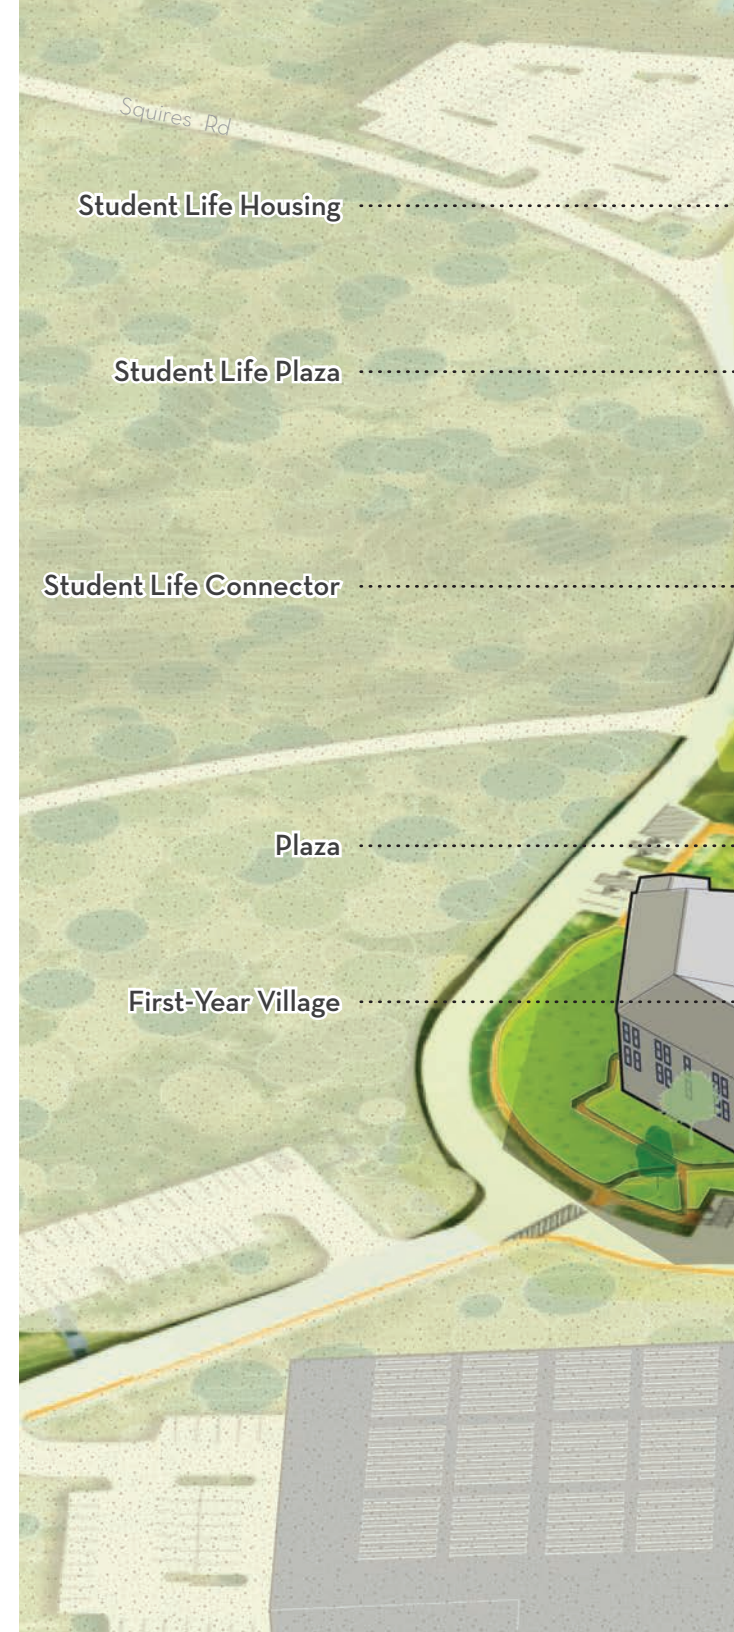 Squires Rd
Student Life Housing
Student Life Plaza
Student Life Connector
Plaza
First-Year Village